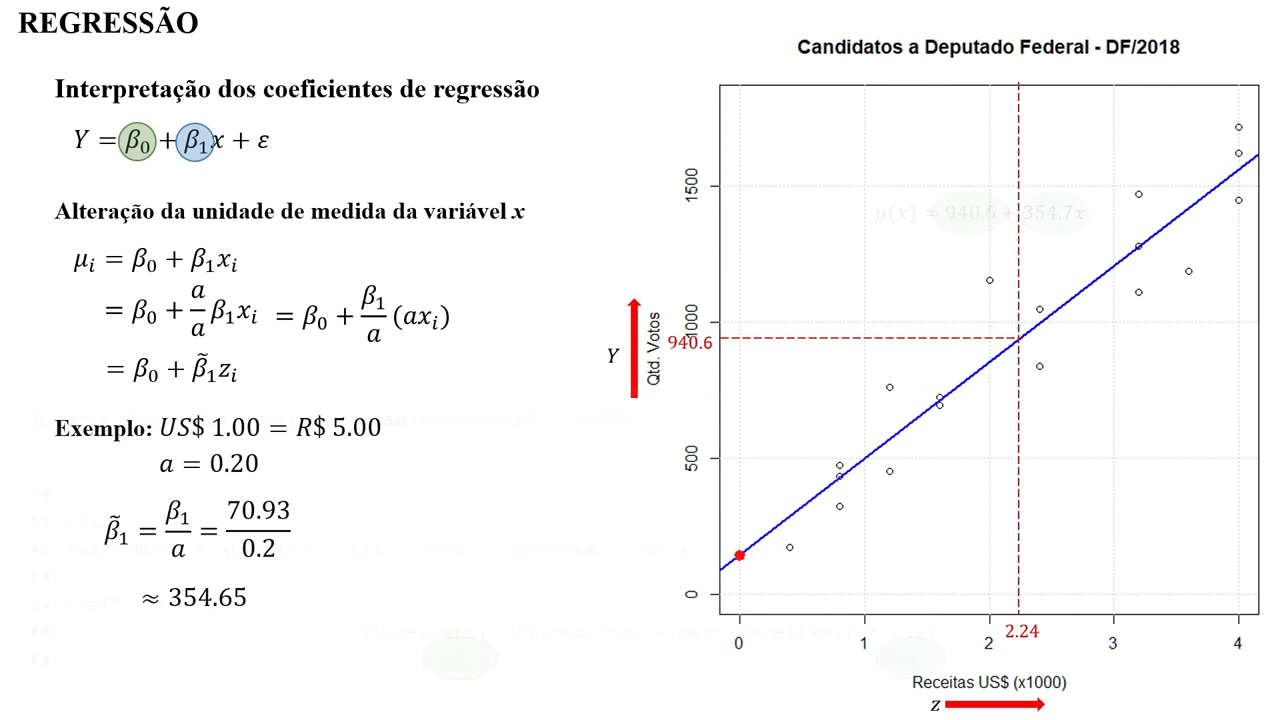 REGRESSÃO
Interpretação dos coeficientes de regressão
Y = β₀ + β₁x + ε
Alteração da unidade de medida da variável x
μᵢ = β₀ + β₁xᵢ
= β₀ + a/a β₁xᵢ = β₀ + β₁/a (axᵢ)
= β₀ + β̃₁zᵢ
Exemplo: US$ 1.00 = R$ 5.00
a = 0.20
β̃₁ = β₁/a = 70.93/0.2
≈ 354.65
Candidatos a Deputado Federal - DF/2018
μ(x) = 940.6 + 354.7x
1500
1000
940.6
500
0
Y
Qtd. Votos
0 1 2 2.24 3 4
Receitas US$ (x1000)
z